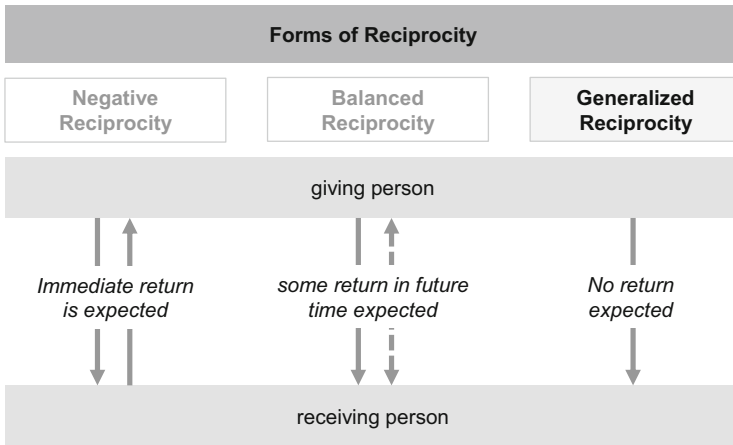 Forms of Reciprocity
Negative
Reciprocity
Balanced
Reciprocity
Generalized
Reciprocity
giving person
Immediate return
is expected
some return in future
time expected
No return
expected
receiving person